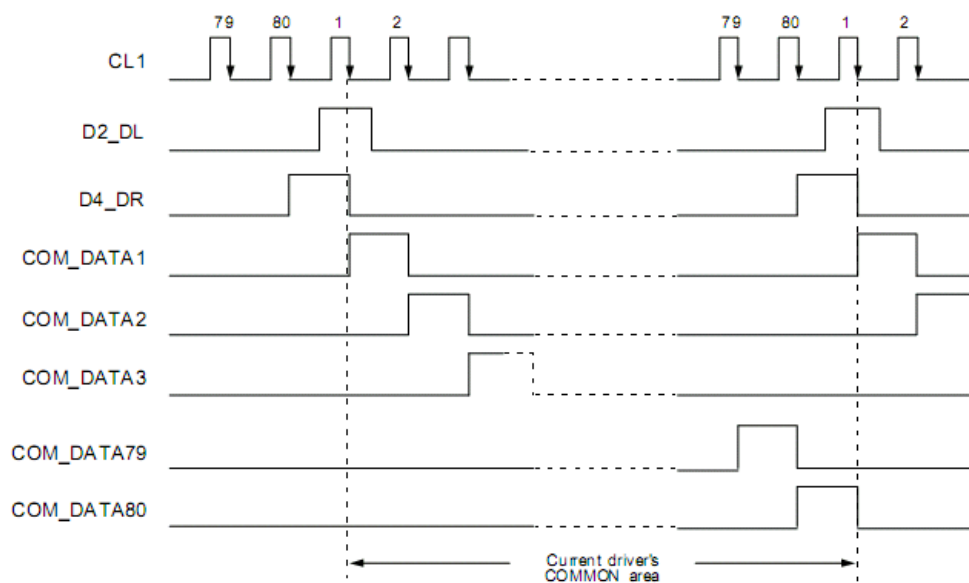 79 80 1 2 79 80 1 2
CL1
D2_DL
D4_DR
COM_DATA1
COM_DATA2
COM_DATA3
COM_DATA79
COM_DATA80
Current driver's
COMMON area